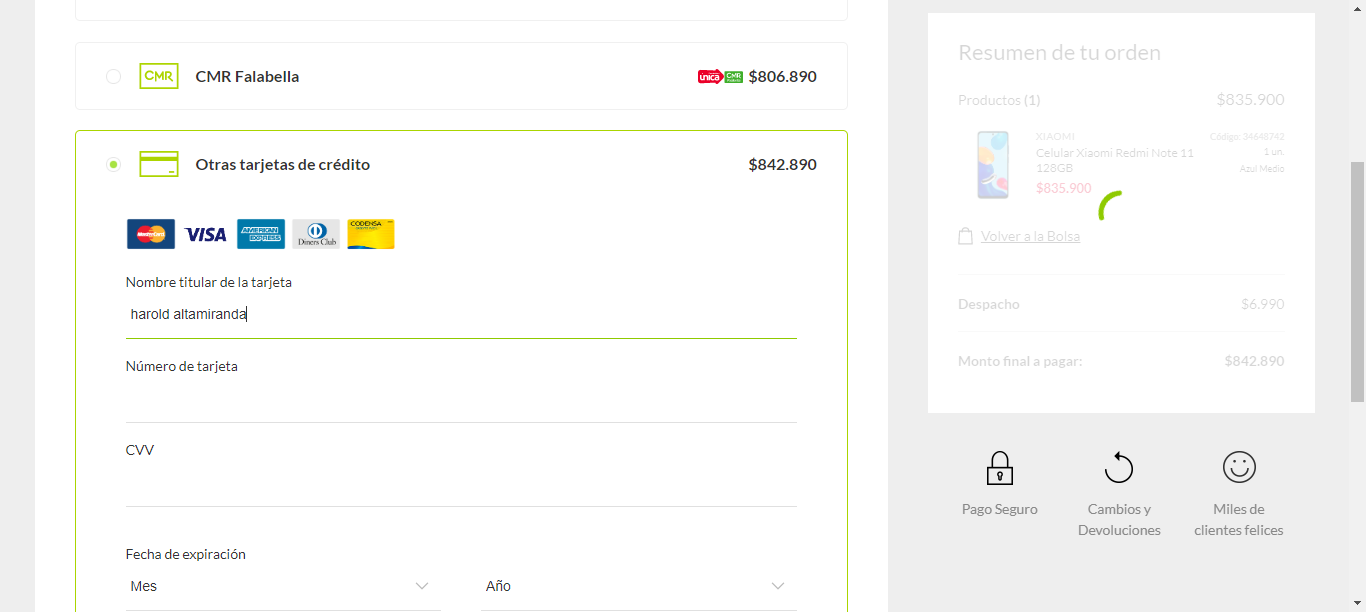 CMR
CMR Falabella
unica
CMR
$806.890
Otras tarjetas de crédito
$842.890
MasterCard
VISA
AMERICAN
EXPRESS
Diners Club
CODENSA
Nombre titular de la tarjeta
harold altamiranda
Número de tarjeta
CVV
Fecha de expiración
Mes
Año
Resumen de tu orden
Productos (1)
$835.900
XIAOMI
Código: 34648742
Celular Xiaomi Redmi Note 11
128GB
1 un.
Azul Medio
$835.900
Volver a la Bolsa
Despacho
$6.990
Monto final a pagar:
$842.890
Pago Seguro
Cambios y
Devoluciones
Miles de
clientes felices